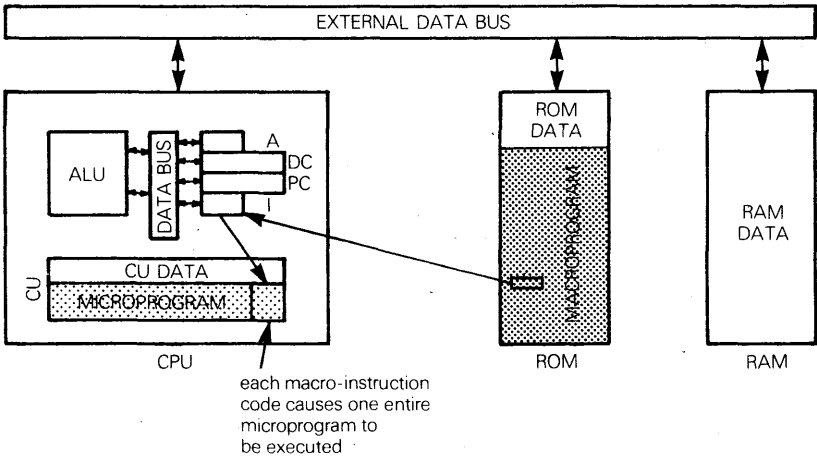 EXTERNAL DATA BUS
ALU
DATA BUS
A
DC
PC
I
CU
CU DATA
MICROPROGRAM
CPU
ROM
DATA
MACROPROGRAM
ROM
RAM
DATA
RAM
each macro-instruction
code causes one entire
microprogram to
be executed